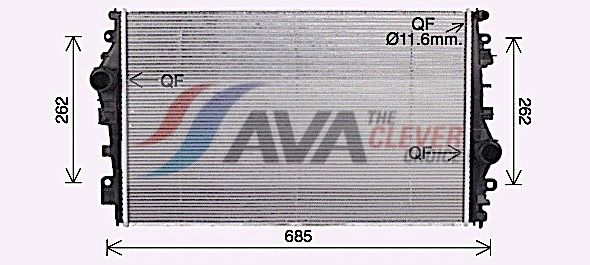 QF
Ø11.6mm.
QF
262
262
AVA THE
CLEVER
QF
685